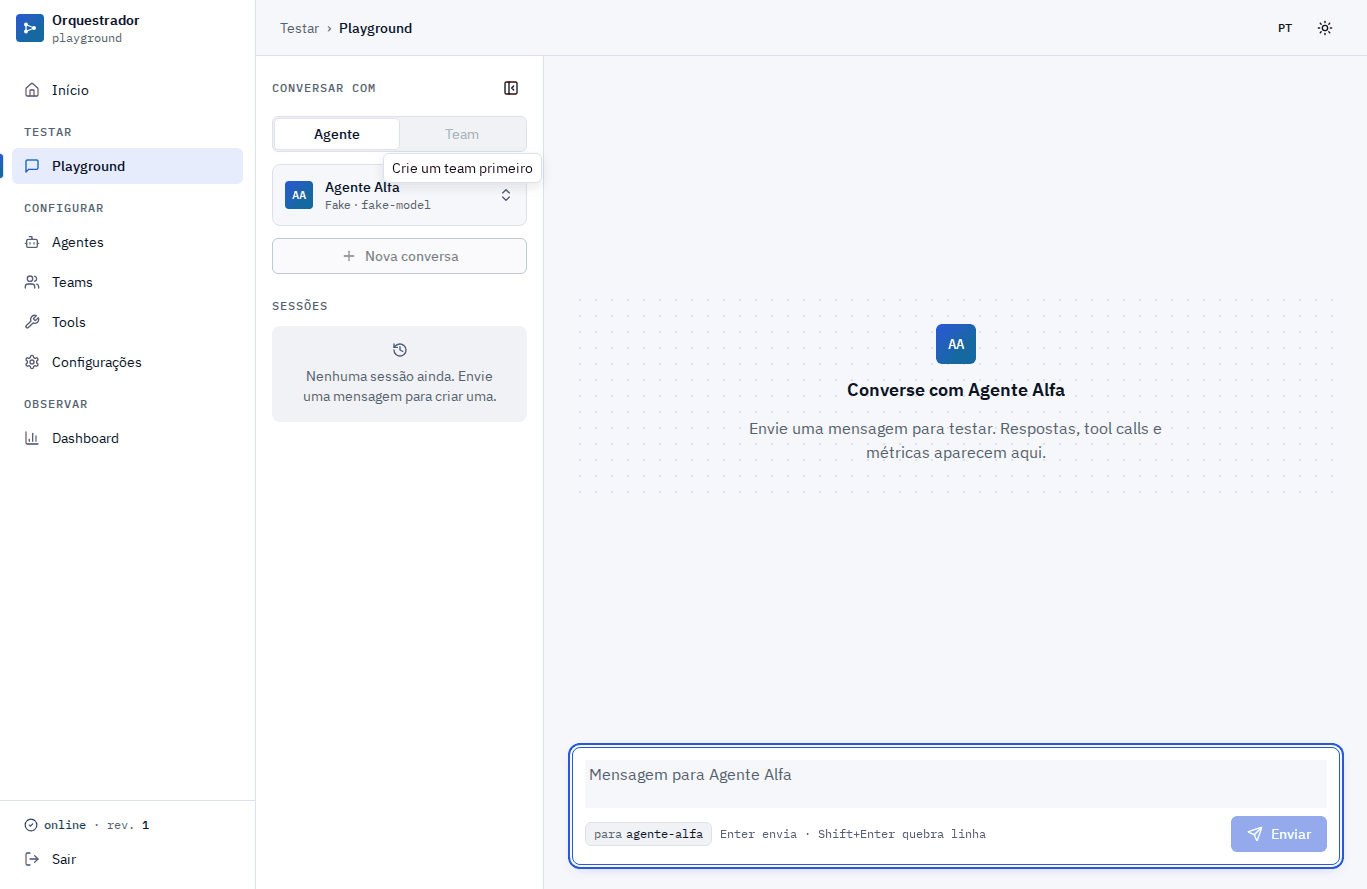 Orquestrador
playground
Início
TESTAR
Playground
CONFIGURAR
Agentes
Teams
Tools
Configurações
OBSERVAR
Dashboard
online · rev. 1
Sair
Testar › Playground
PT
CONVERSAR COM
Agente
Team
Crie um team primeiro
AA
Agente Alfa
Fake · fake-model
Nova conversa
SESSÕES
Nenhuma sessão ainda. Envie
uma mensagem para criar uma.
AA
Converse com Agente Alfa
Envie uma mensagem para testar. Respostas, tool calls e
métricas aparecem aqui.
Mensagem para Agente Alfa
para agente-alfa
Enter envia · Shift+Enter quebra linha
Enviar